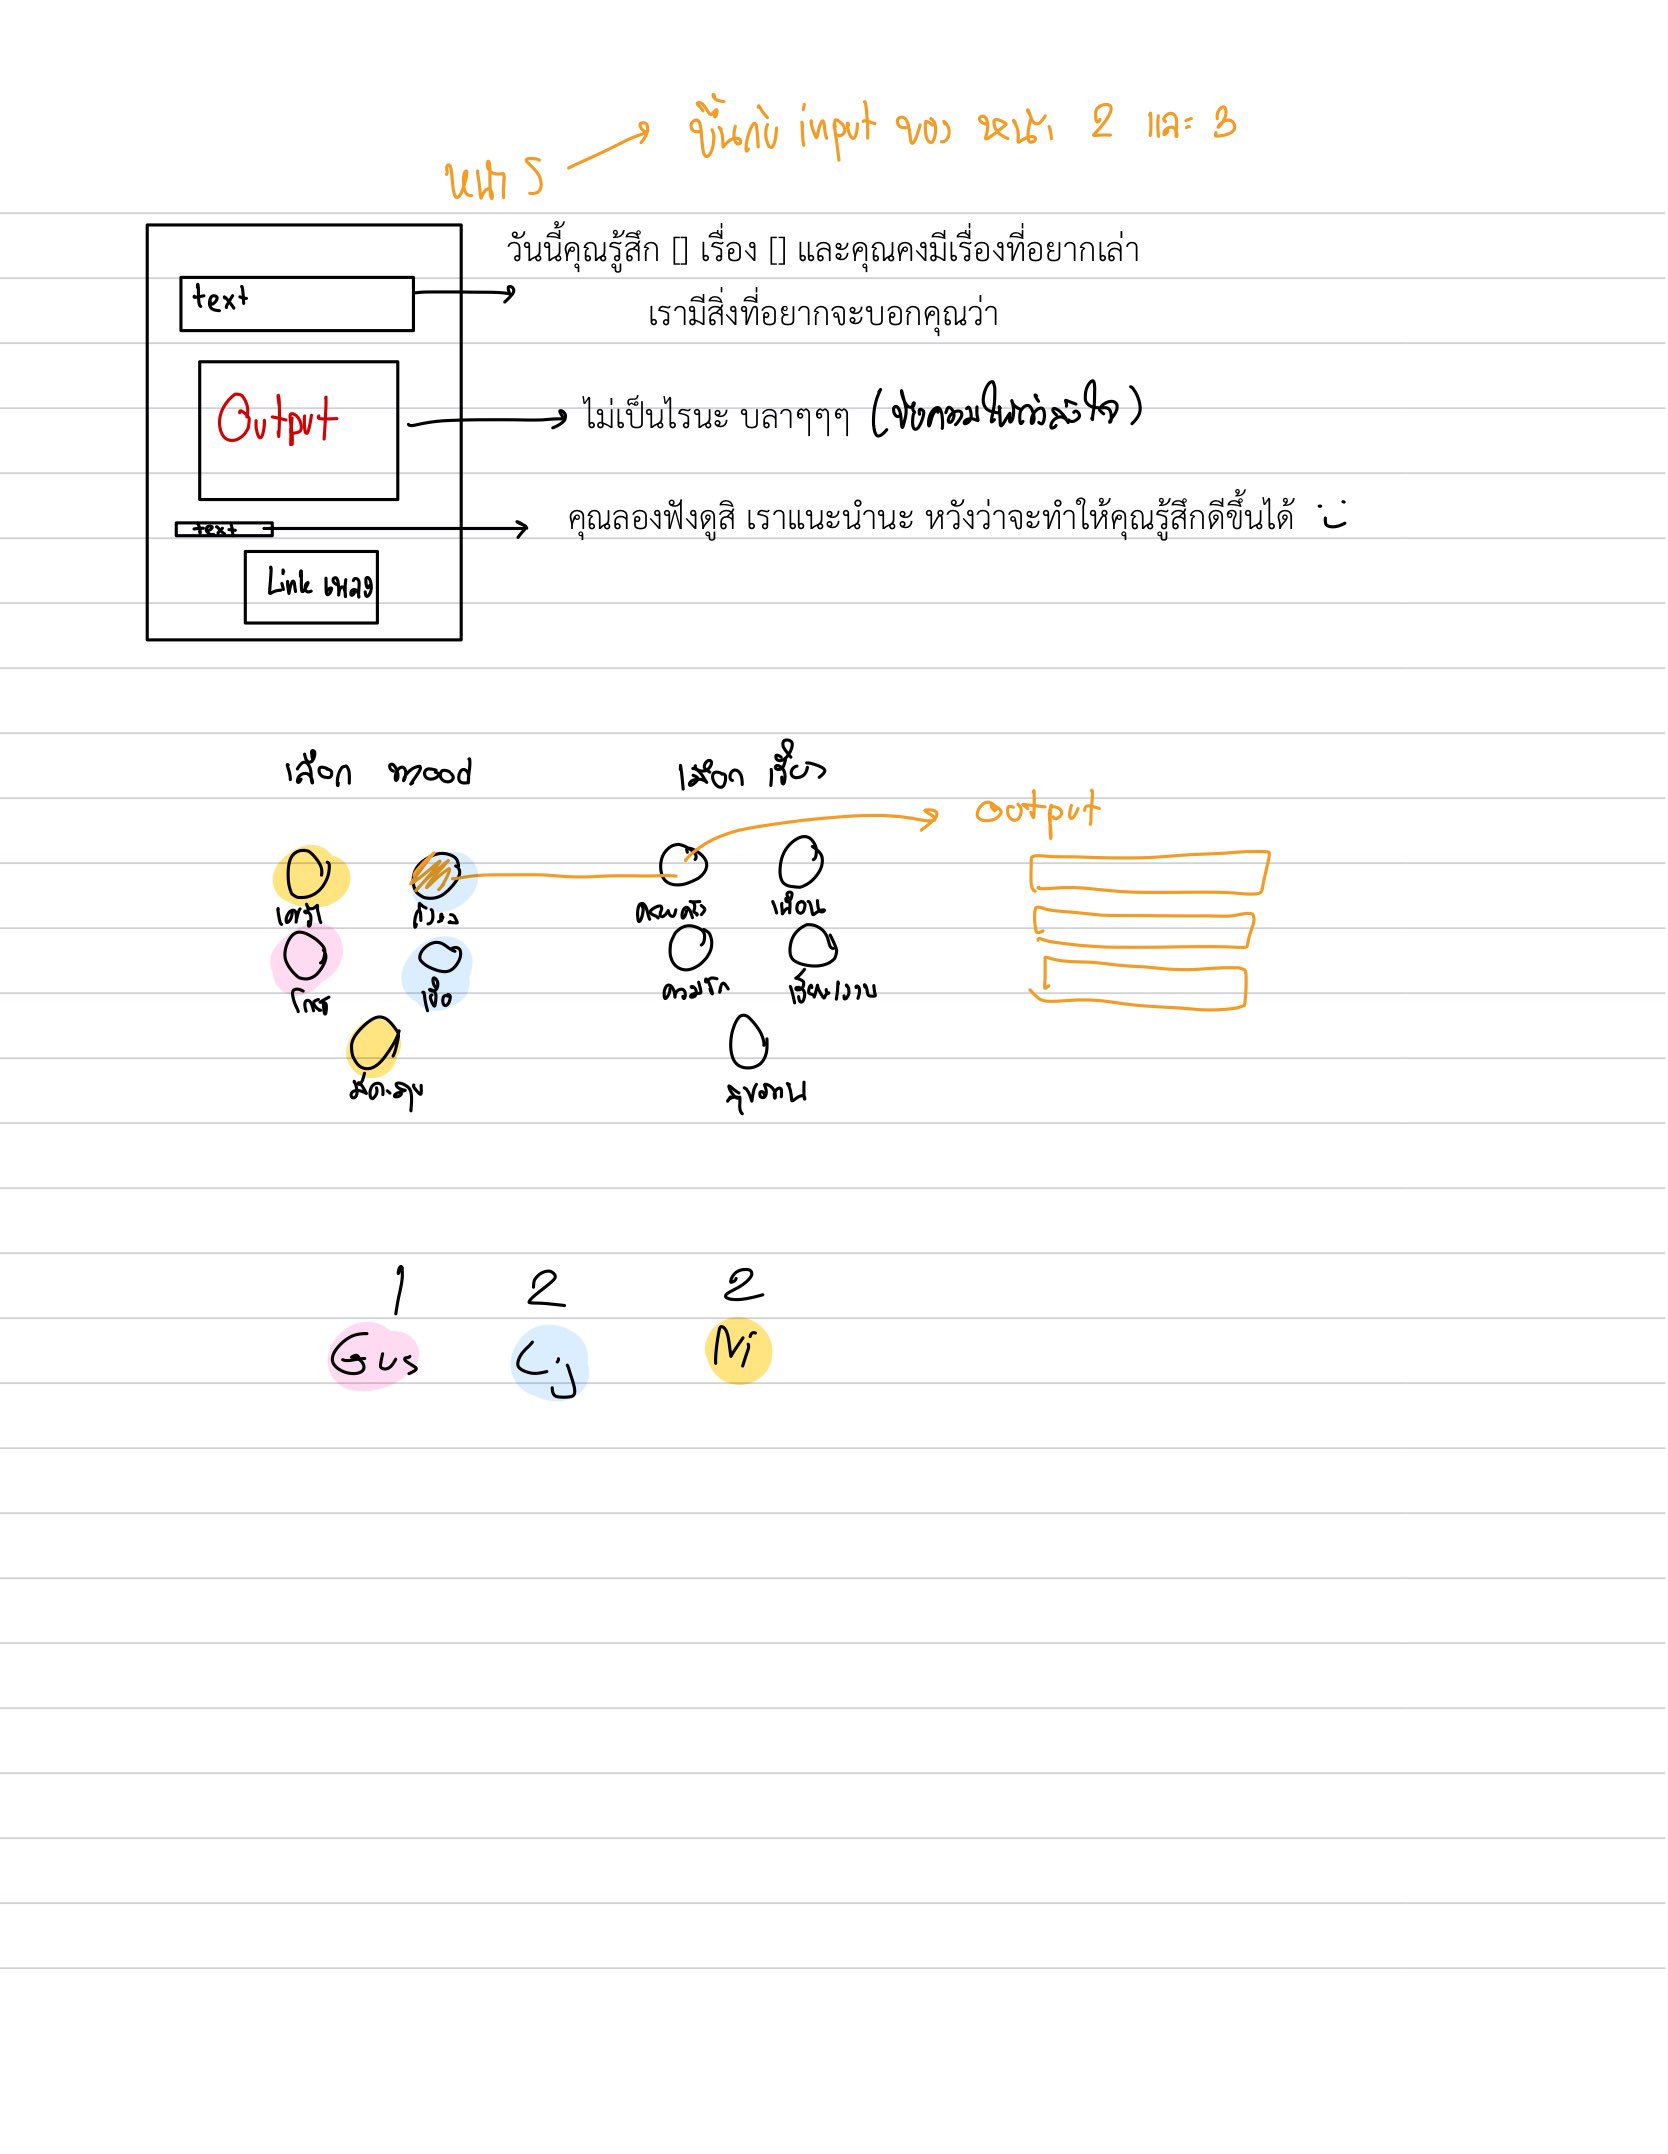 ขึ้นกับ input ของ หน้า 2 และ 3
หน้า 5
วันนี้คุณรู้สึก [] เรื่อง [] และคุณคงมีเรื่องที่อยากเล่า
text
เรามีสิ่งที่อยากจะบอกคุณว่า
Output
ไม่เป็นไรนะ บลาๆๆๆ (ข้อความให้กำลังใจ)
text
คุณลองฟังดูสิ เราแนะนำนะ หวังว่าจะทำให้คุณรู้สึกดีขึ้นได้ :)
Link เพลง
เลือก mood
เลือก เรื่อง
output
เศร้า กังวล ครอบครัว เพื่อน
โกรธ เบื่อ ความรัก เรียน/งาน
สุขภาพ
1 2 2
Gus Lij Ni